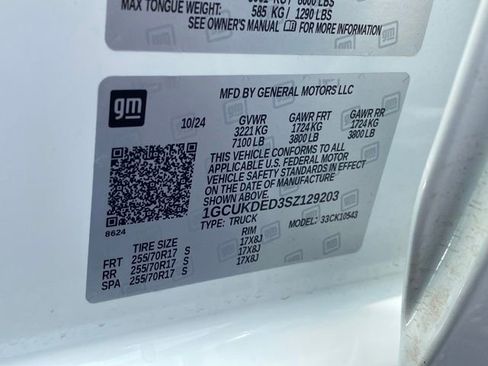 MAX TONGUE WEIGHT: 585 KG / 1290 LBS
SEE OWNER'S MANUAL FOR MORE INFORMATION
gm
MFD BY GENERAL MOTORS LLC
10/24 GVWR GAWR FRT GAWR RR
3221 KG 1724 KG 1724 KG
7100 LB 3800 LB 3800 LB
THIS VEHICLE CONFORMS TO ALL
APPLICABLE U.S. FEDERAL MOTOR
VEHICLE SAFETY STANDARDS IN
EFFECT ON THE DATE OF
MANUFACTURE SHOWN ABOVE.
1GCUKDED3SZ129203
TYPE: TRUCK MODEL: 33CK10543
8624
TIRE SIZE RIM
FRT 255/70R17 S 17X8J
RR 255/70R17 S 17X8J
SPA 255/70R17 S 17X8J